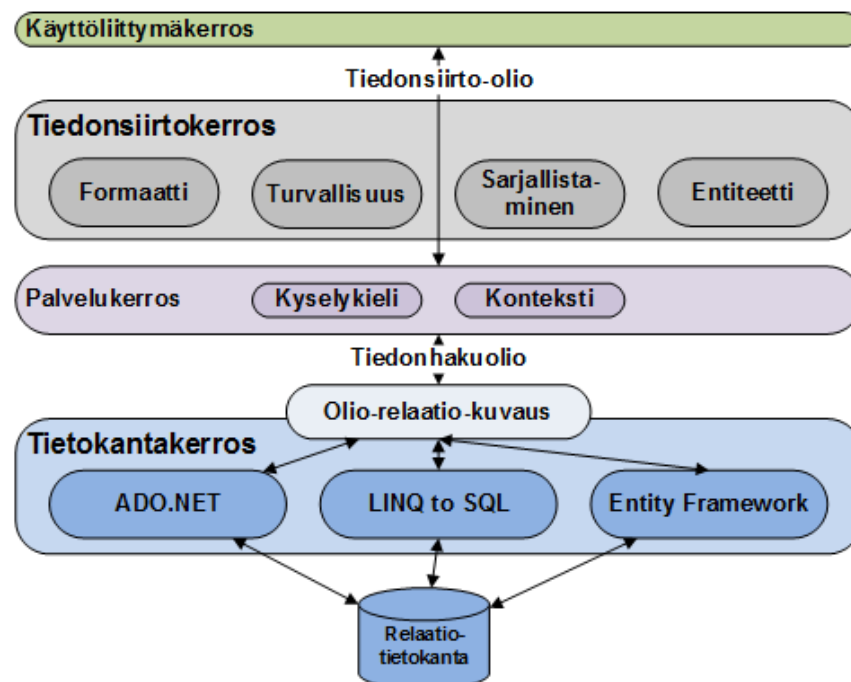 Käyttöliittymäkerros
Tiedonsiirto-olio
Tiedonsiirtokerros
Formaatti
Turvallisuus
Sarjallista-
minen
Entiteetti
Palvelukerros
Kyselykieli
Konteksti
Tiedonhakuolio
Olio-relaatio-kuvaus
Tietokantakerros
ADO.NET
LINQ to SQL
Entity Framework
Relaatio-
tietokanta